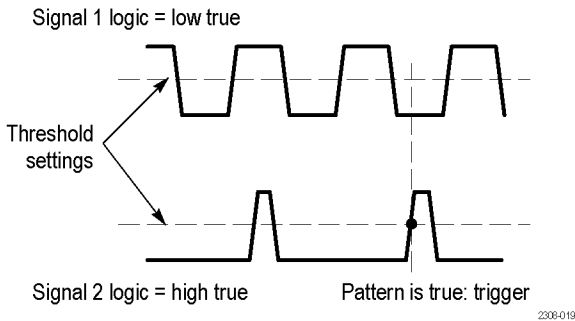 Signal 1 logic = low true
Threshold
settings
Signal 2 logic = high true
Pattern is true: trigger
2308-019